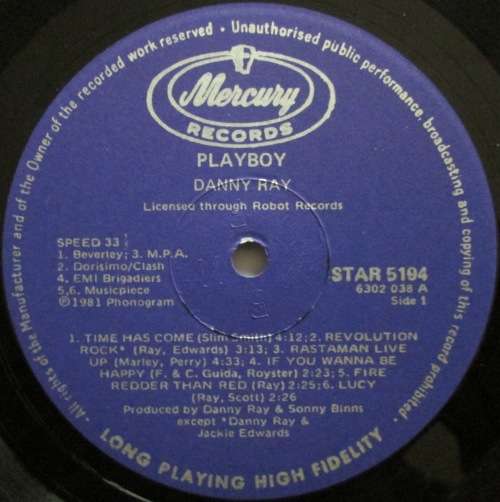 - All rights of the Manufacturer and of the Owner of the recorded work reserved • Unauthorised public performance, broadcasting and copying of this record prohibited. -
Mercury
RECORDS
PLAYBOY
DANNY RAY
Licensed through Robot Records
SPEED 33⅓
1. Beverley; 3. M.P.A.
2. Dorisimo/Clash
4. EMI Brigadiers
5,6. Musicpiece
℗1981 Phonogram
STAR 5194
6302 038 A
Side 1
2
1. TIME HAS COME (Slim Smith) 4:12; 2. REVOLUTION
ROCK* (Ray, Edwards) 3:13; 3. RASTAMAN LIVE
UP (Marley, Perry) 4:33; 4. IF YOU WANNA BE
HAPPY (F. & C. Guida, Royster) 2:23; 5. FIRE
REDDER THAN RED (Ray) 2:25; 6. LUCY
(Ray, Scott) 2:26
Produced by Danny Ray & Sonny Binns
except *Danny Ray &
Jackie Edwards
LONG PLAYING HIGH FIDELITY